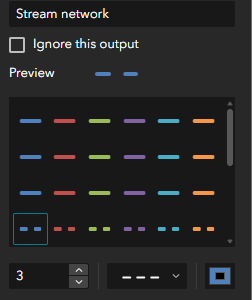 Stream network
Ignore this output
Preview
3